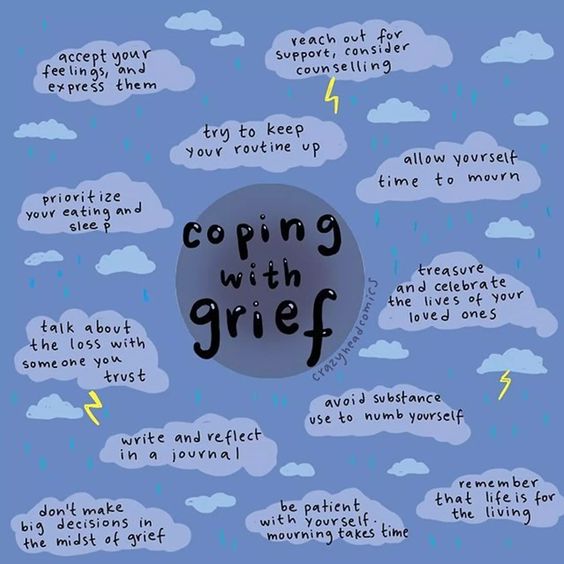 accept your
feelings, and
express them
reach out for
support, consider
counselling
try to keep
your routine up
allow yourself
time to mourn
prioritize
your eating and
sleep
coping
with
grief
crazyheadcomics
treasure
and celebrate
the lives of your
loved ones
talk about
the loss with
someone you
trust
avoid substance
use to numb yourself
write and reflect
in a journal
remember
that life is for
the living
don't make
big decisions in
the midst of grief
be patient
with yourself.
mourning takes time